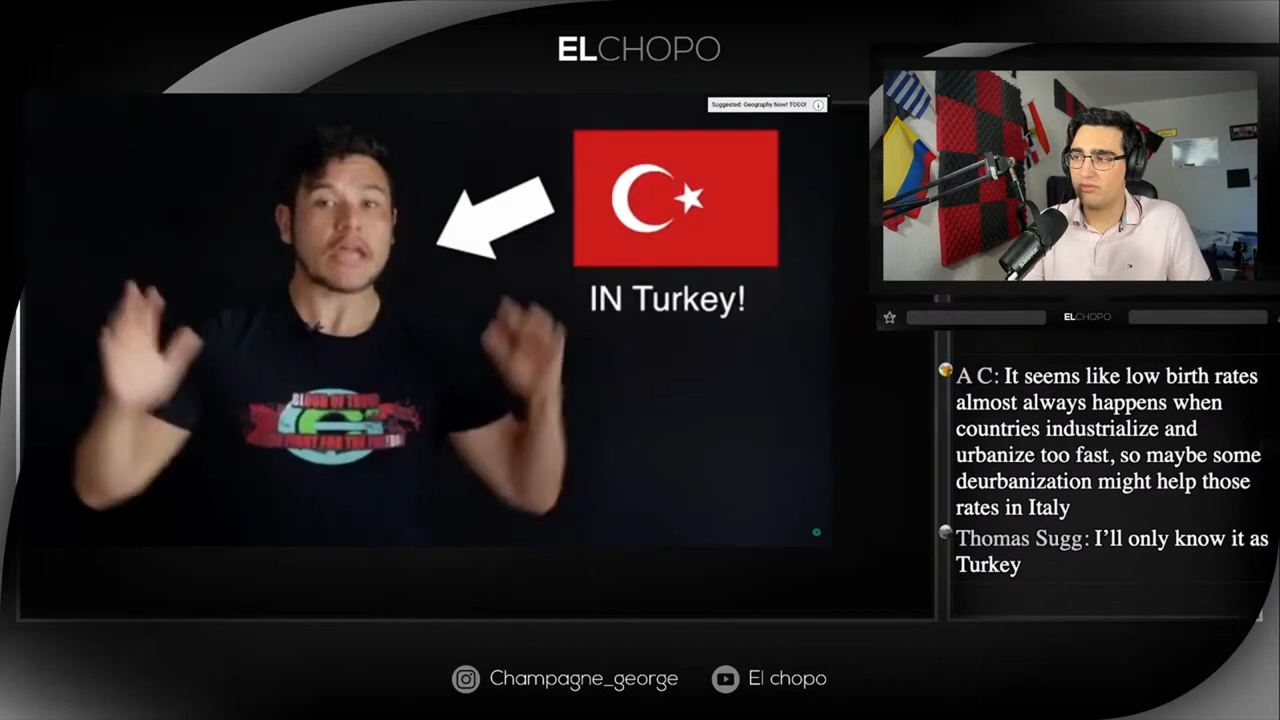 ELCHOPO
Suggested: Geography Now! TOGO!
IN Turkey!
ELCHOPO
A C: It seems like low birth rates
almost always happens when
countries industrialize and
urbanize too fast, so maybe some
deurbanization might help those
rates in Italy
Thomas Sugg: I’ll only know it as
Turkey
Champagne_george
El chopo